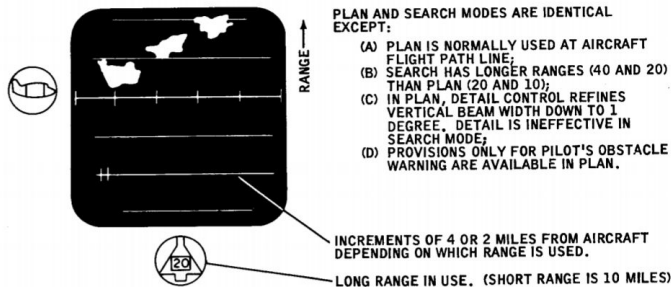 PLAN AND SEARCH MODES ARE IDENTICAL
EXCEPT:
(A) PLAN IS NORMALLY USED AT AIRCRAFT
FLIGHT PATH LINE;
(B) SEARCH HAS LONGER RANGES (40 AND 20)
THAN PLAN (20 AND 10);
(C) IN PLAN, DETAIL CONTROL REFINES
VERTICAL BEAM WIDTH DOWN TO 1
DEGREE. DETAIL IS INEFFECTIVE IN
SEARCH MODE;
(D) PROVISIONS ONLY FOR PILOT'S OBSTACLE
WARNING ARE AVAILABLE IN PLAN.
RANGE
INCREMENTS OF 4 OR 2 MILES FROM AIRCRAFT
DEPENDING ON WHICH RANGE IS USED.
20
LONG RANGE IN USE. (SHORT RANGE IS 10 MILES)